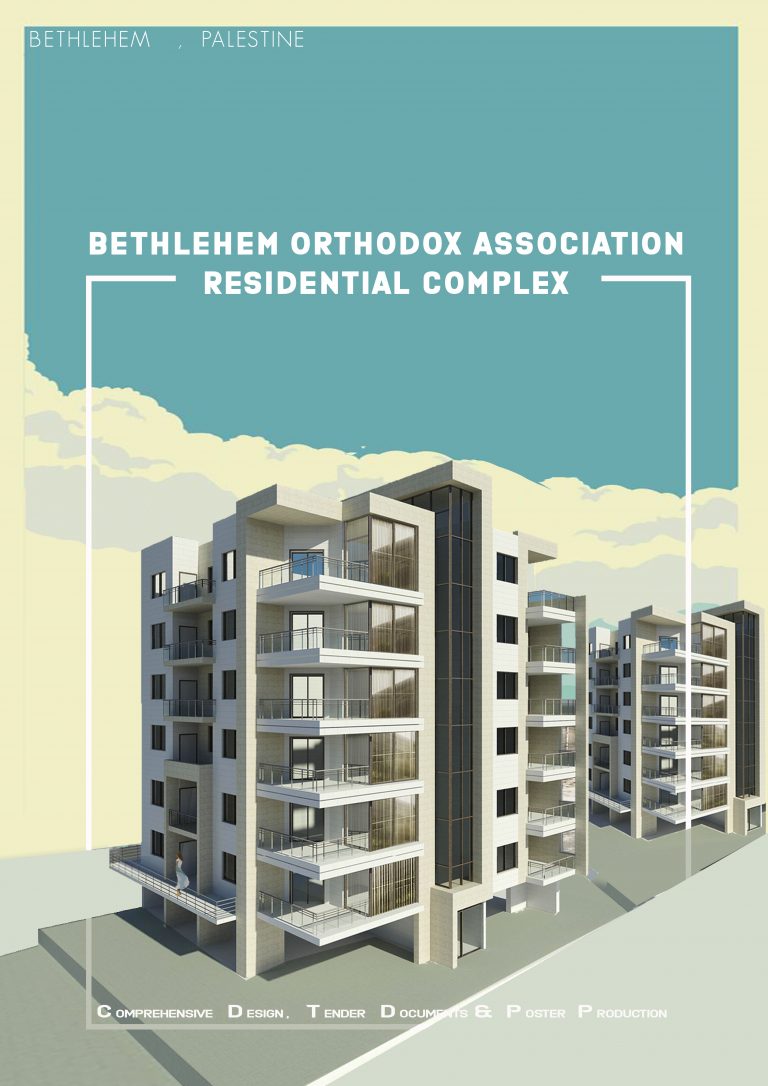 BETHLEHEM , PALESTINE
BETHLEHEM ORTHODOX ASSOCIATION
RESIDENTIAL COMPLEX
COMPREHENSIVE DESIGN, TENDER DOCUMENTS & POSTER PRODUCTION